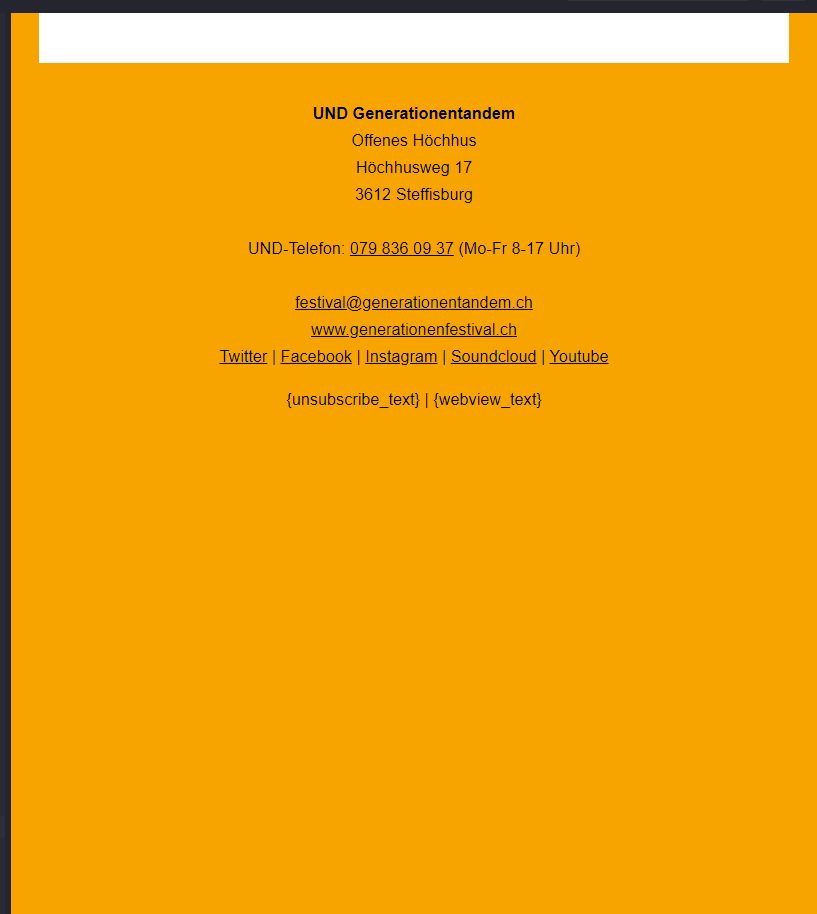 UND Generationentandem
Offenes Höchhus
Höchhusweg 17
3612 Steffisburg
UND-Telefon: 079 836 09 37 (Mo-Fr 8-17 Uhr)
festival@generationentandem.ch
www.generationenfestival.ch
Twitter | Facebook | Instagram | Soundcloud | Youtube
{unsubscribe_text} | {webview_text}